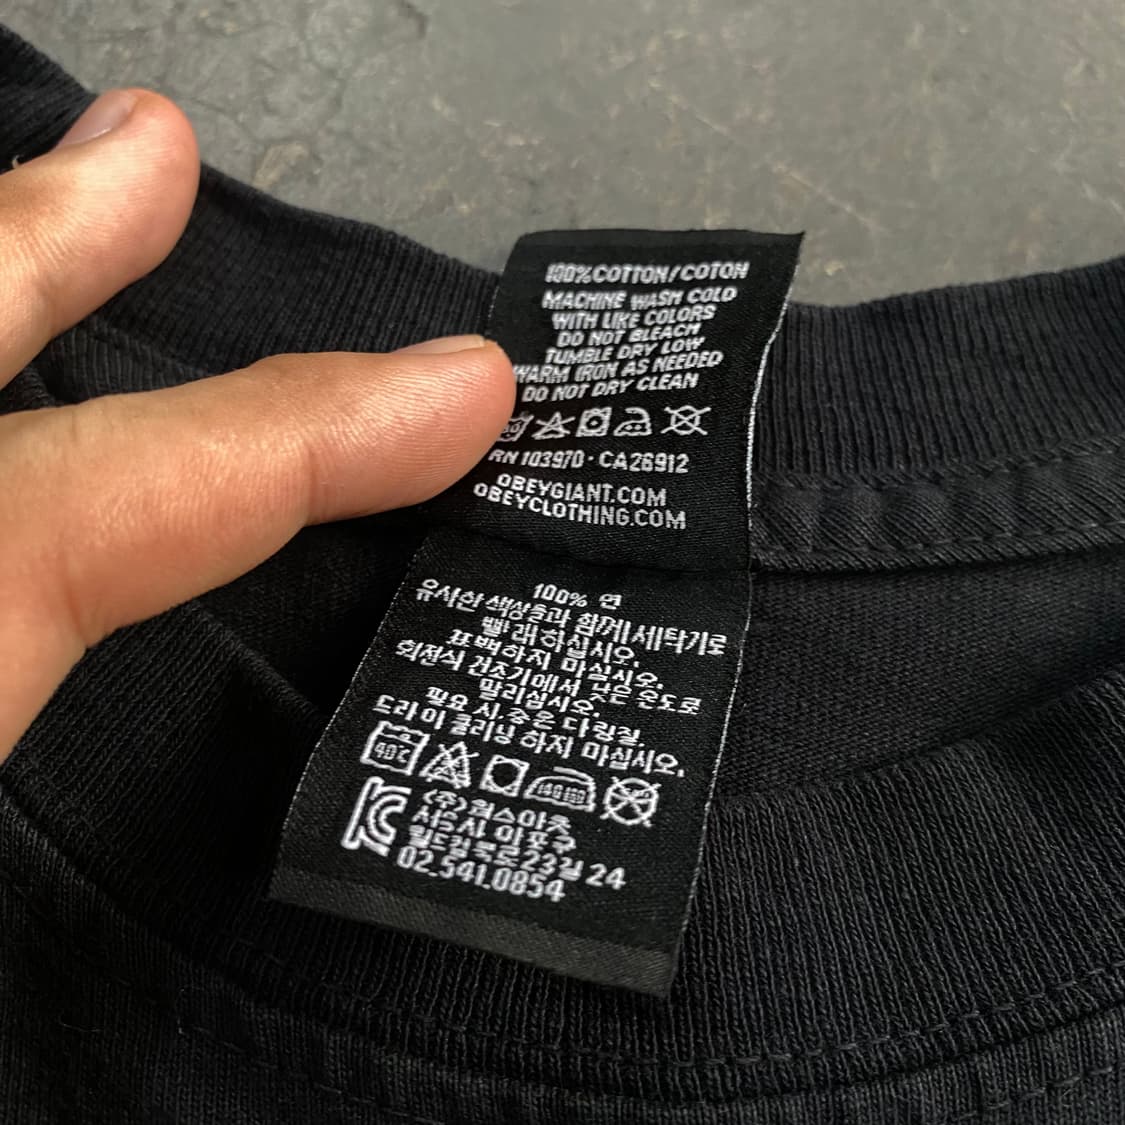 100% COTTON / COTON
MACHINE WASH COLD
WITH LIKE COLORS
DO NOT BLEACH
TUMBLE DRY LOW
WARM IRON AS NEEDED
DO NOT DRY CLEAN
RN 103970 · CA26912
OBEYGIANT.COM
OBEYCLOTHING.COM
100% 면
유사한 색상들과 함께 세탁기로
빨래하십시오.
표백하지 마십시오.
회전식 건조기에서 낮은 온도로
말리십시오.
필요 시, 중온 다림질.
드라이 클리닝 하지 마십시오.
40℃
140-160
KC
02.541.0854